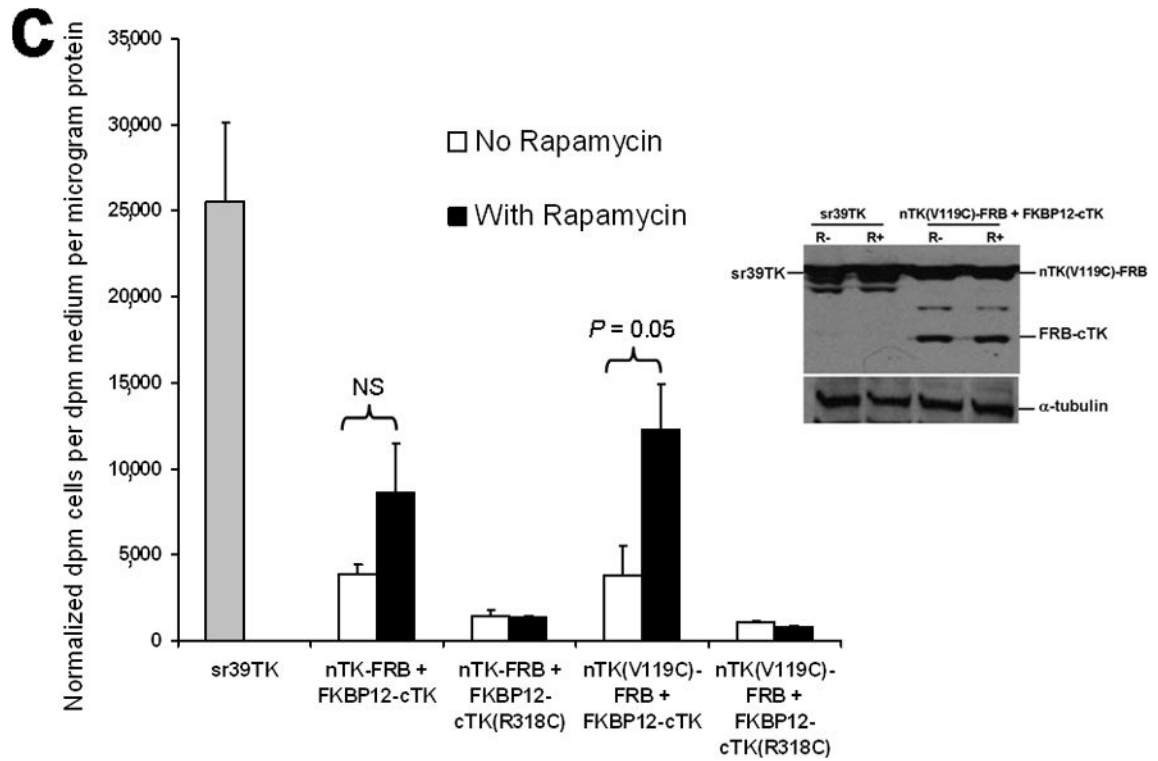 C
Normalized dpm cells per dpm medium per microgram protein
35,000
30,000
25,000
20,000
15,000
10,000
5,000
0
No Rapamycin
With Rapamycin
NS
P = 0.05
sr39TK
nTK-FRB +
FKBP12-cTK
nTK-FRB +
FKBP12-
cTK(R318C)
nTK(V119C)-
FRB +
FKBP12-cTK
nTK(V119C)-
FRB +
FKBP12-
cTK(R318C)
sr39TK nTK(V119C)-FRB + FKBP12-cTK
R- R+ R- R+
sr39TK nTK(V119C)-FRB
FRB-cTK
α-tubulin